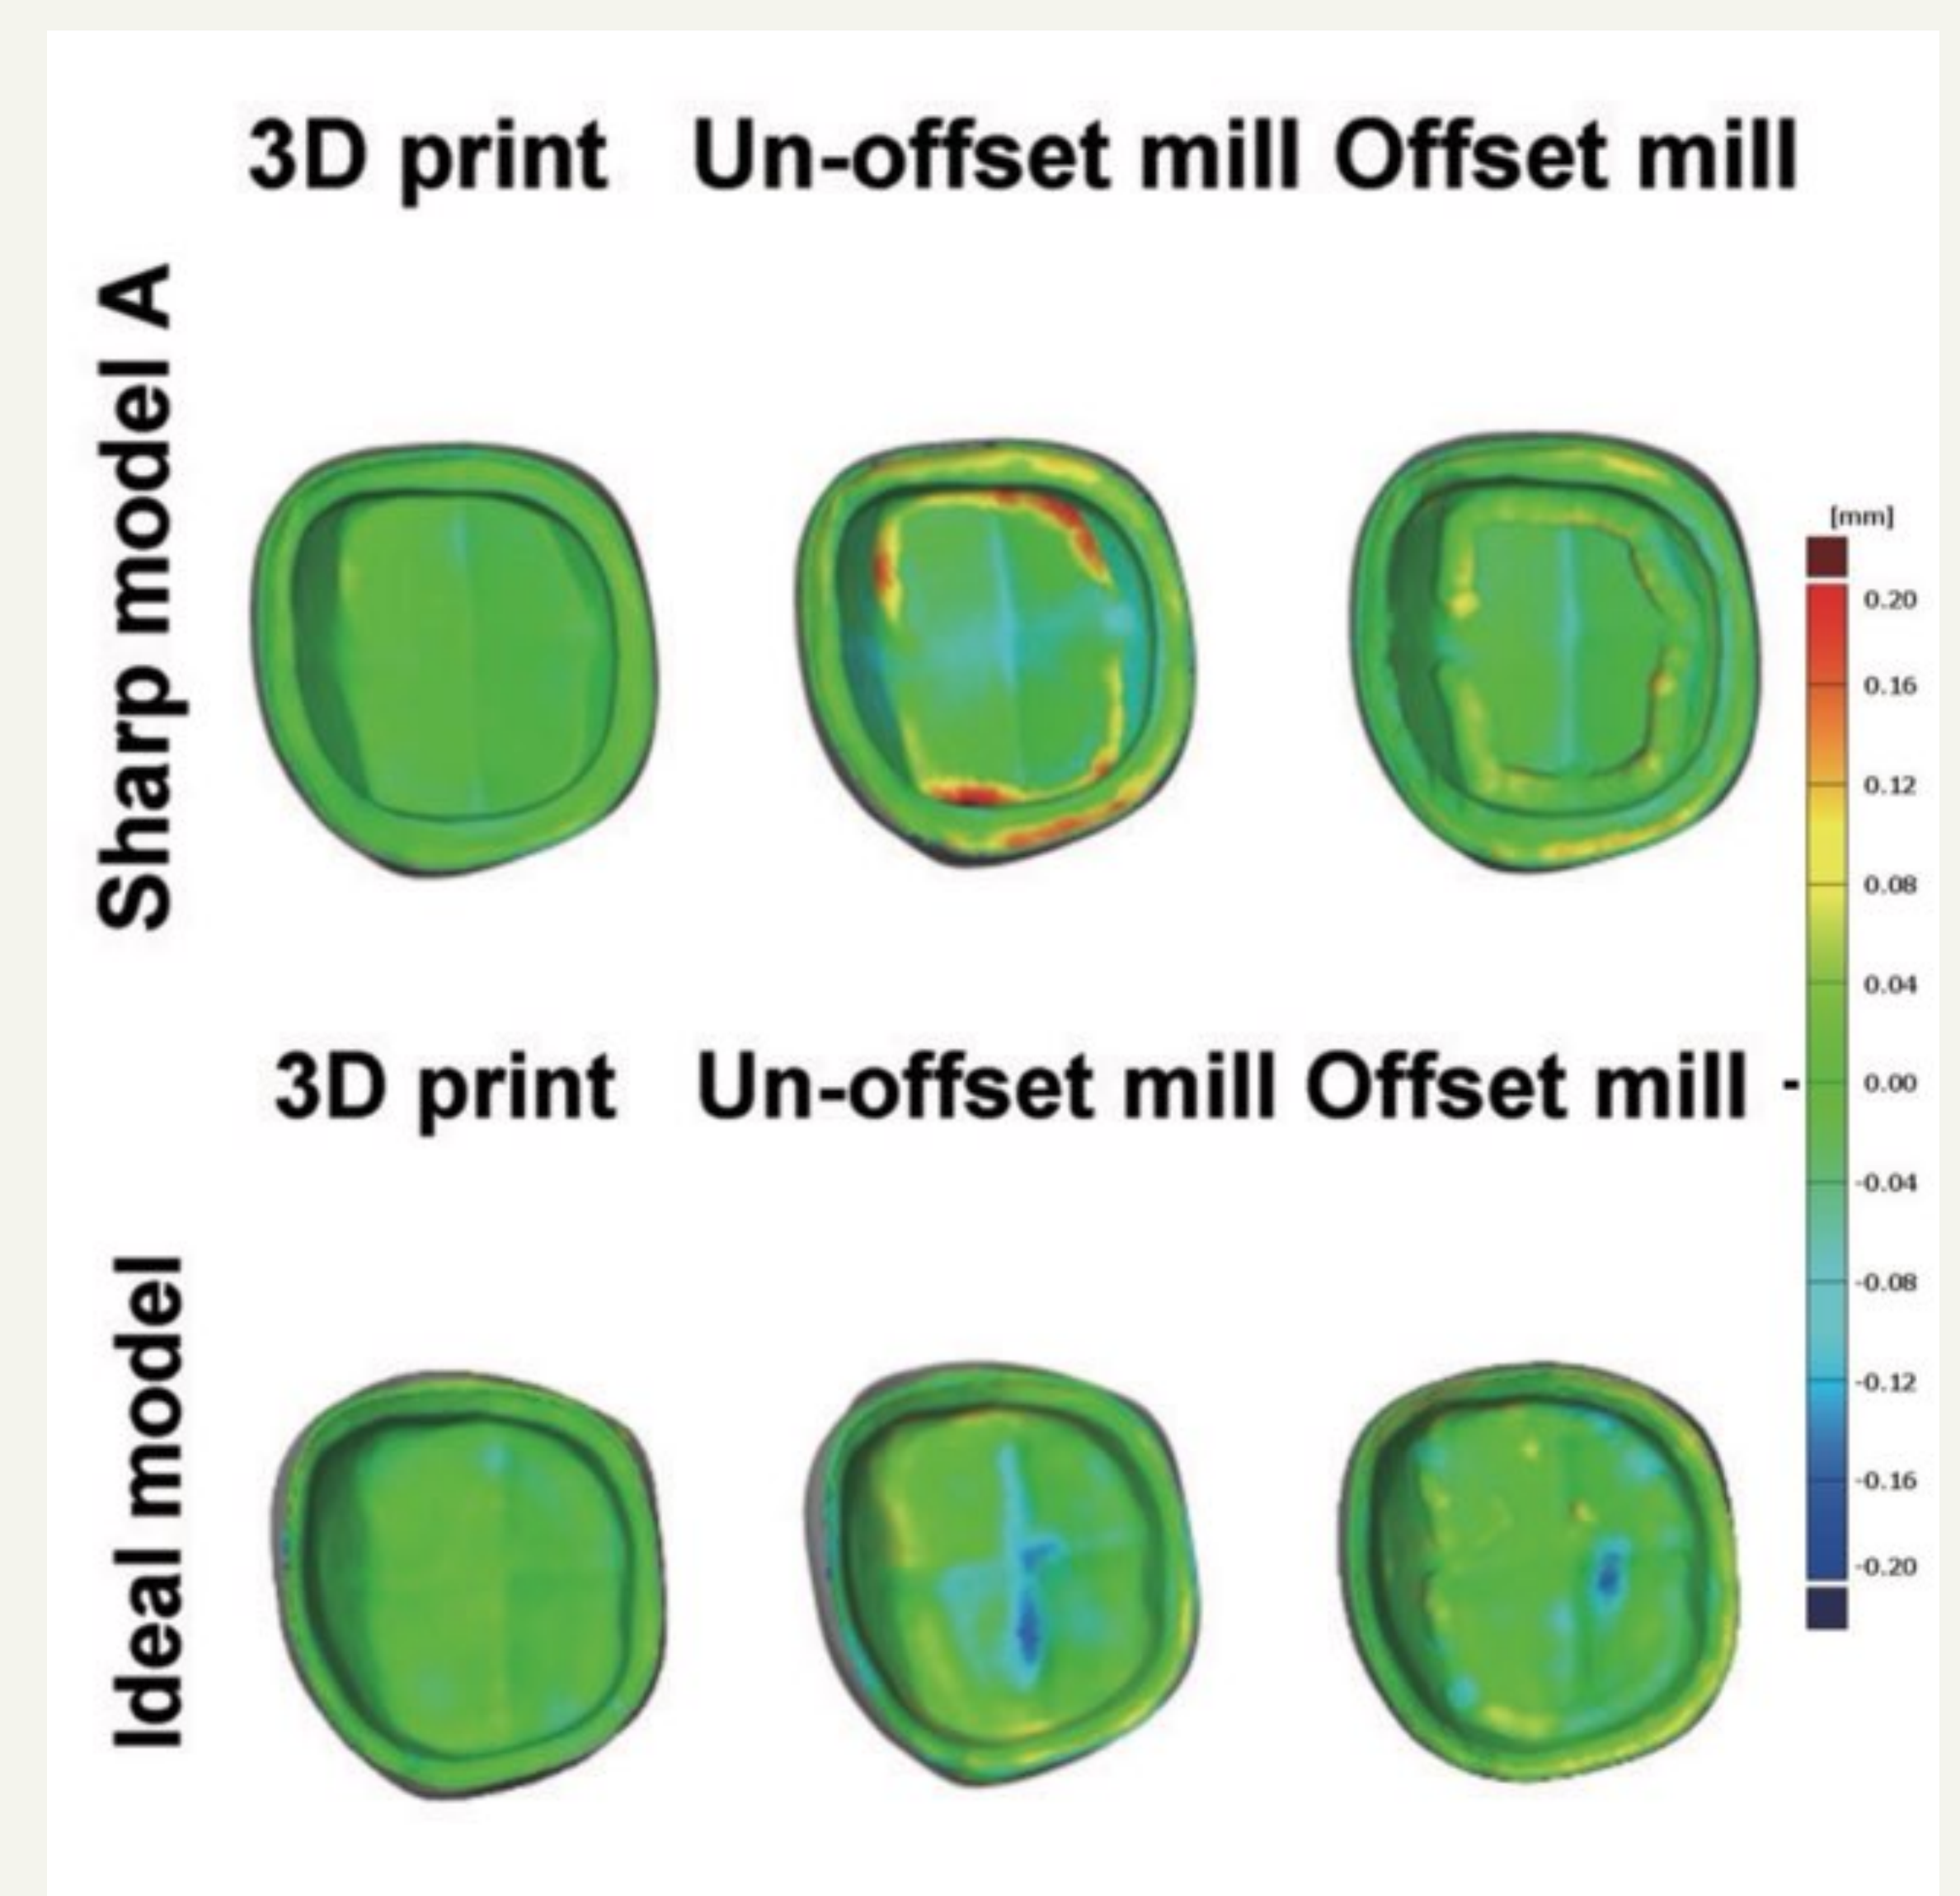 3D print Un-offset mill Offset mill
Sharp model A
[mm]
0.20
0.16
0.12
0.08
0.04
3D print Un-offset mill Offset mill -
0.00
-0.04
-0.08
-0.12
-0.16
-0.20
Ideal model